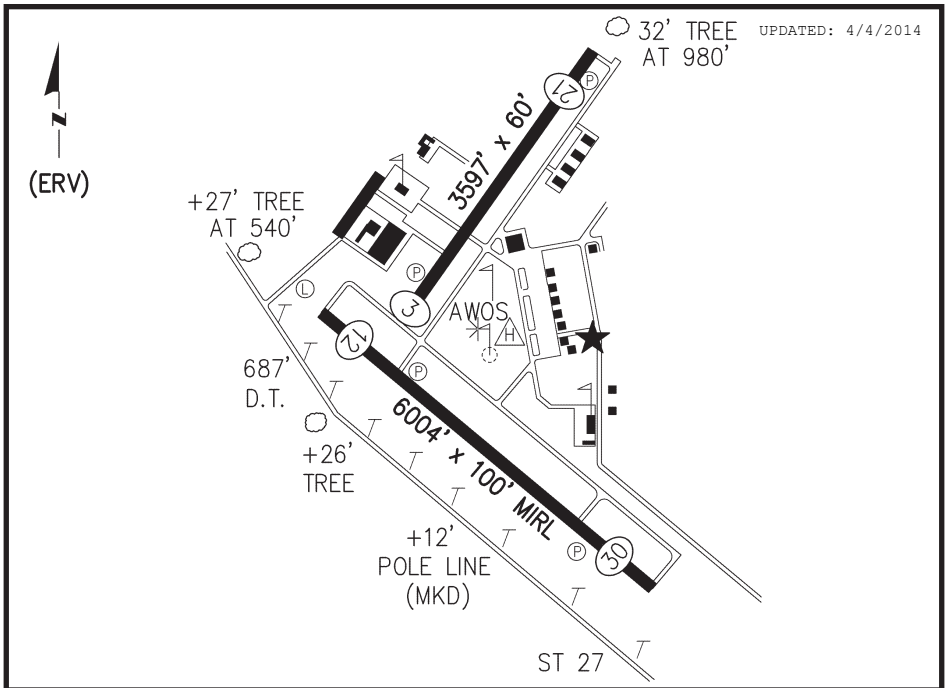 32' TREE
AT 980'
UPDATED: 4/4/2014
N
(ERV)
21
P
3597' x 60'
+27' TREE
AT 540'
P
L
3
AWOS
H
12
687'
D.T.
P
6004' x 100' MIRL
+26'
TREE
+12'
POLE LINE
(MKD)
P
30
ST 27